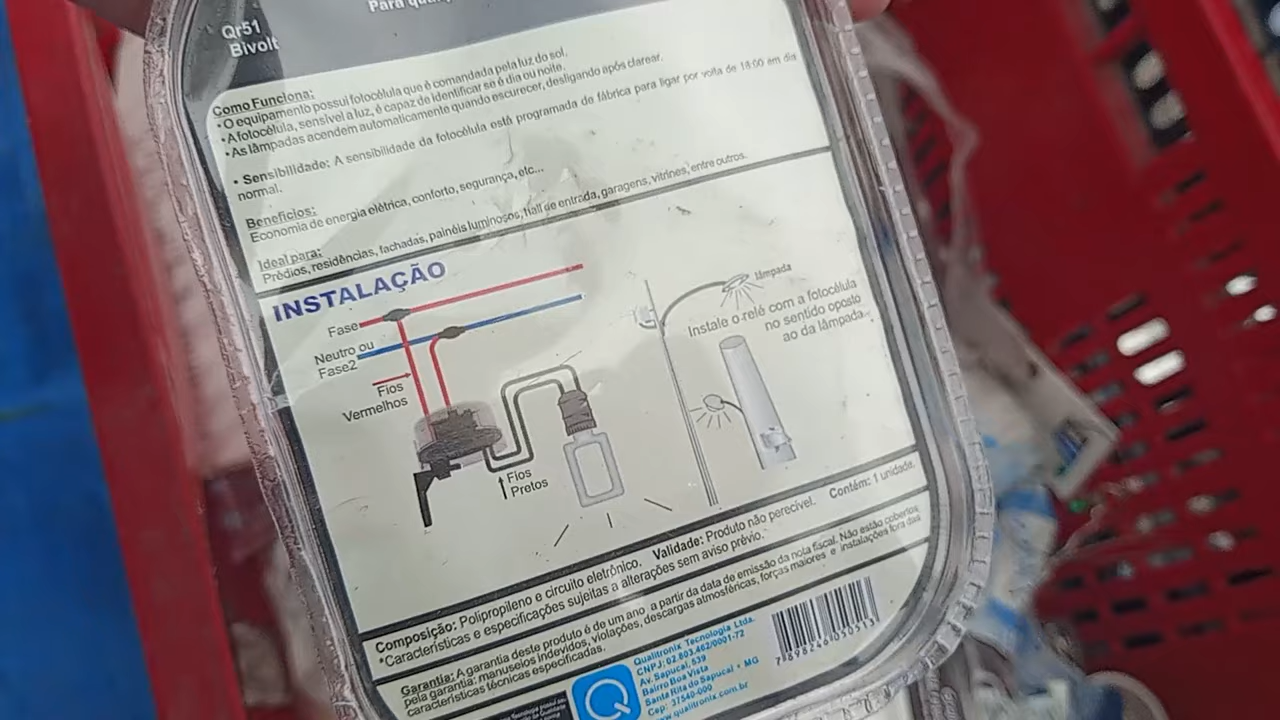 Qr51
Bivolt
Como Funciona:
• O equipamento possui fotocélula que é comandada pela luz do sol.
• A fotocélula, sensível a luz, é capaz de identificar se é dia ou noite.
• As lâmpadas acendem automaticamente quando escurecer, desligando após clarear.
• Sensibilidade: A sensibilidade da fotocélula está programada de fábrica para ligar por volta de 18:00 em dia
normal.
Benefícios:
Economia de energia elétrica, conforto, segurança, etc...
Ideal para:
Prédios, residências, fachadas, painéis luminosos, hall de entrada, garagens, vitrines, entre outros.
INSTALAÇÃO
Fase
Neutro ou
Fase2
Fios
Vermelhos
Fios
Pretos
lâmpada
Instale o relé com a fotocélula
no sentido oposto
ao da lâmpada.
Composição: Polipropileno e circuito eletrônico. Validade: Produto não perecível. Contém: 1 unidade.
*Características e especificações sujeitas a alterações sem aviso prévio.
Garantia: A garantia deste produto é de um ano a partir da data de emissão da nota fiscal. Não estão cobertos
pela garantia: manuseios indevidos, violações, descargas atmosféricas, forças maiores e instalações fora das
características técnicas especificadas.
Qualitronix Tecnologia Ltda.
CNPJ: 02.803.462/0001-72
Av. Sapucaí, 539
Bairro Boa Vista
Santa Rita do Sapucaí • MG
Cep: 37540-000
www.qualitronix.com.br
7898246050513